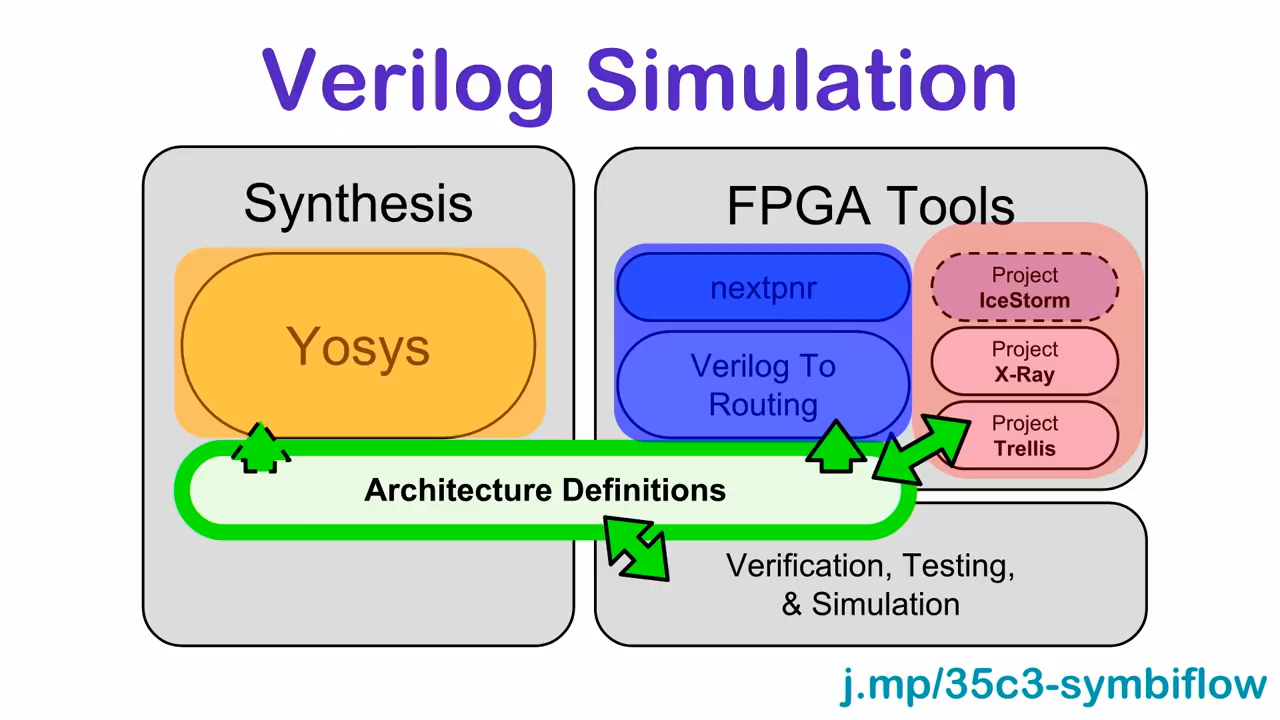 Verilog Simulation
Synthesis
Yosys
FPGA Tools
nextpnr
Verilog To
Routing
Project
IceStorm
Project
X-Ray
Project
Trellis
Architecture Definitions
Verification, Testing,
& Simulation
j.mp/35c3-symbiflow